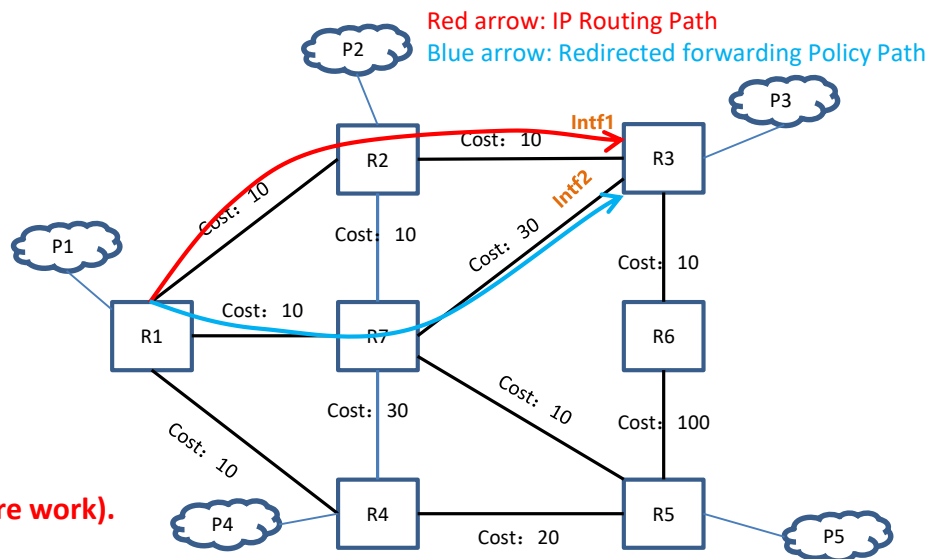 Red arrow: IP Routing Path
Blue arrow: Redirected forwarding Policy Path
P2
P3
Intf1
Cost: 10
R2
R3
Intf2
Cost: 10
Cost: 10
Cost: 30
P1
Cost: 10
Cost: 10
R1
R7
R6
Cost: 10
Cost: 30
Cost: 100
Cost: 10
re work).
P4
R4
Cost: 20
R5
P5